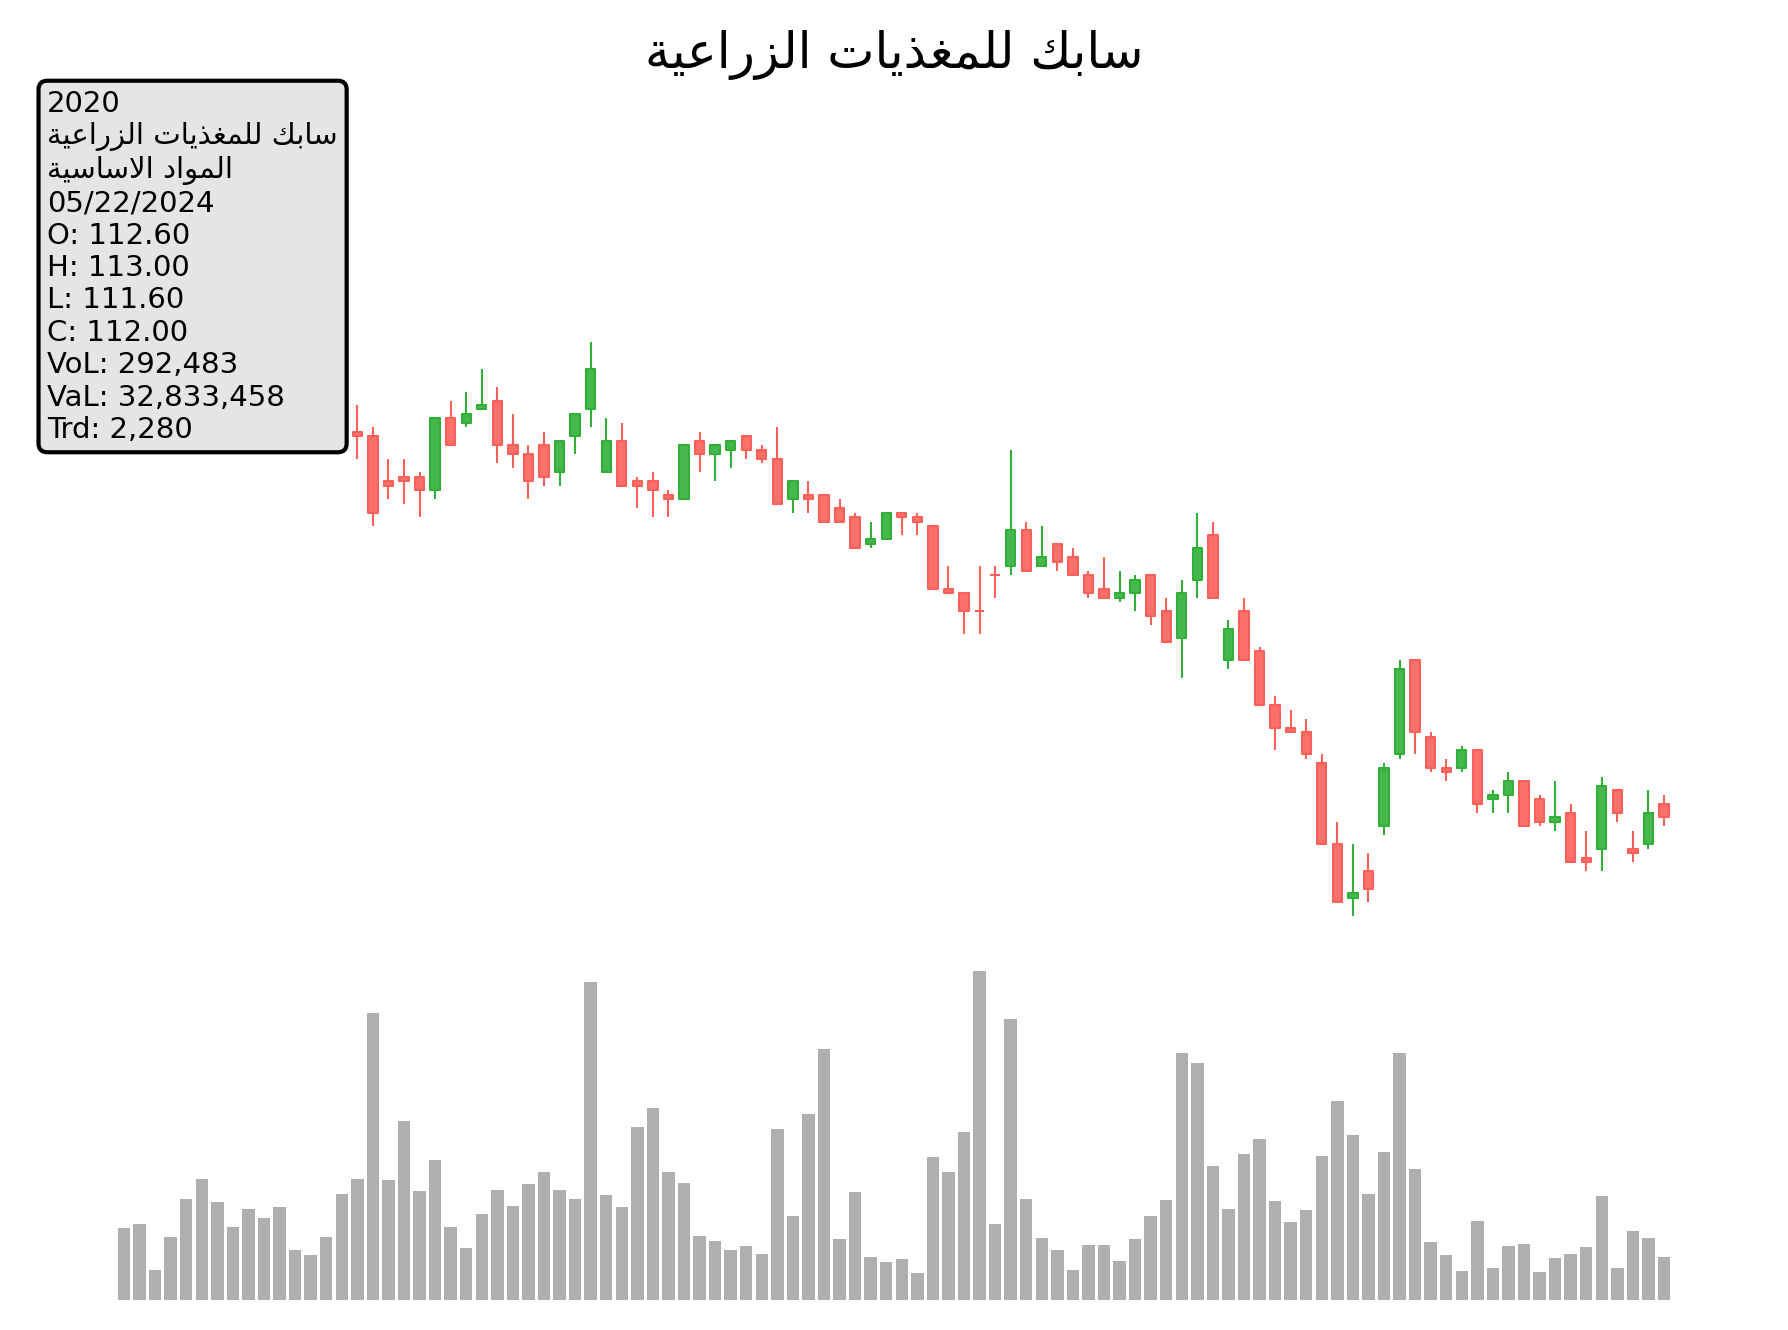 سابك للمغذيات الزراعية
2020
سابك للمغذيات الزراعية
المواد الاساسية
05/22/2024
O: 112.60
H: 113.00
L: 111.60
C: 112.00
VoL: 292,483
VaL: 32,833,458
Trd: 2,280